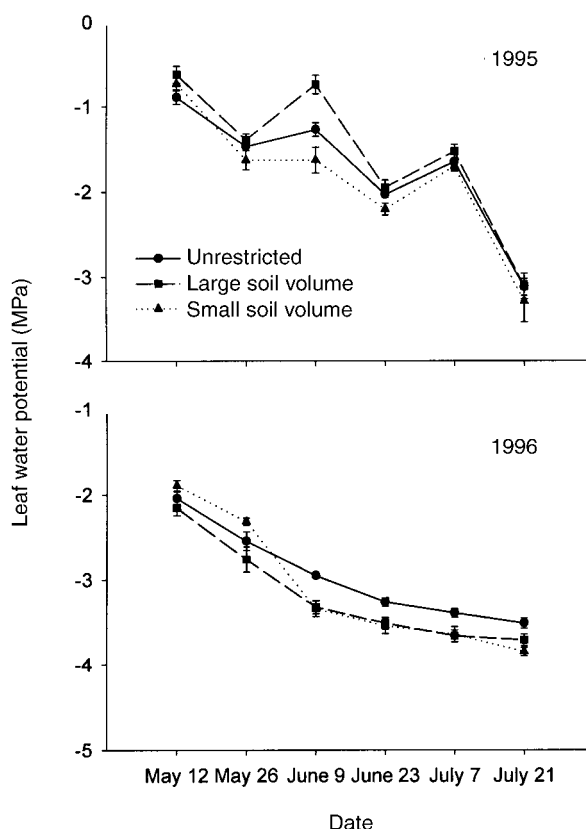 0
1995
-1
-2
Unrestricted
Large soil volume
-3
Small soil volume
-4
Leaf water potential (MPa)
-1
1996
-2
-3
-4
-5
May 12 May 26 June 9 June 23 July 7 July 21
Date